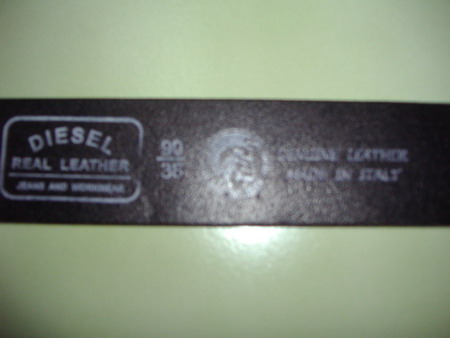 DIESEL
REAL LEATHER
JEANS AND WORKWEAR
90
36
GENUINE LEATHER
MADE IN ITALY